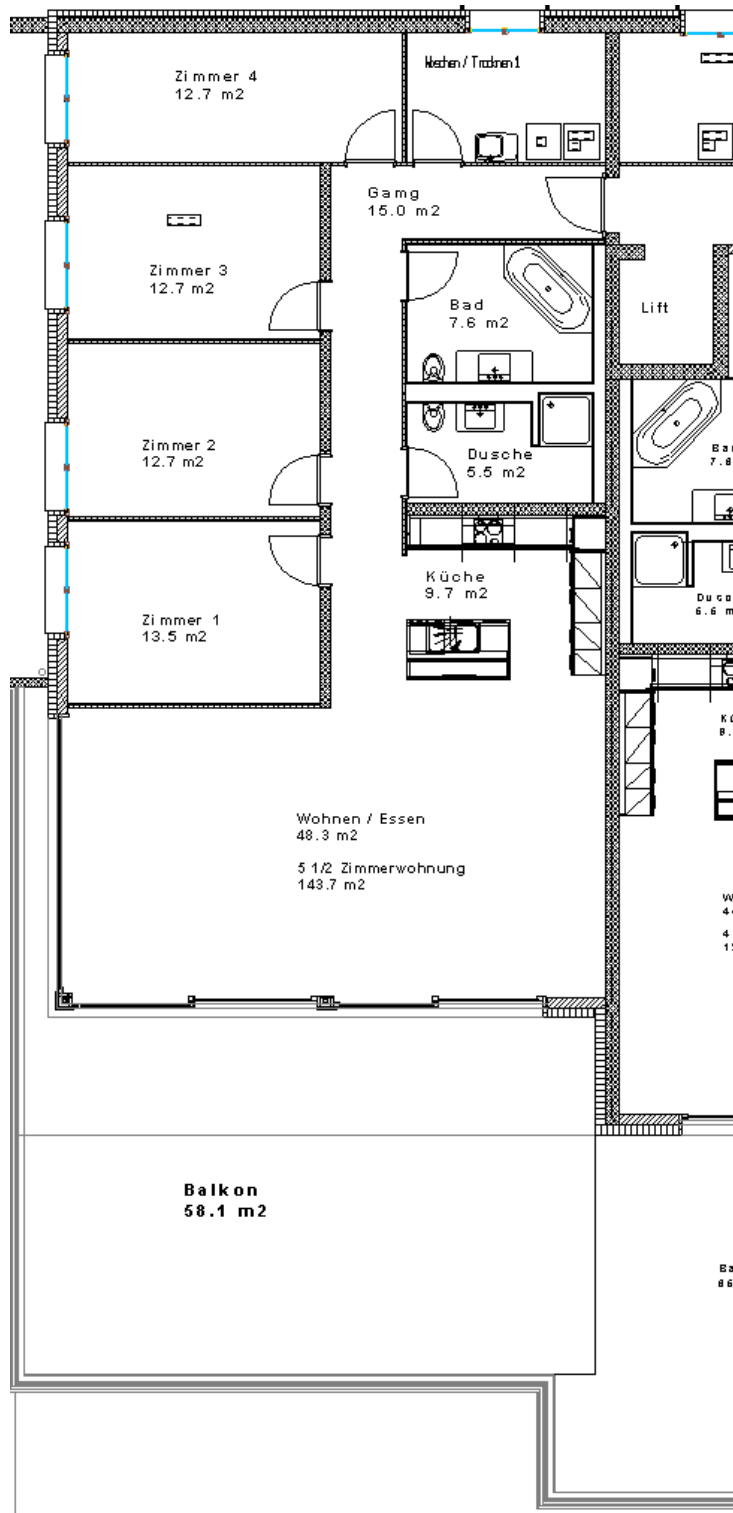 Zimmer 4
12.7 m2
Waschen / Trocknen 1
Gamg
15.0 m2
Zimmer 3
12.7 m2
Bad
7.6 m2
Lift
Zimmer 2
12.7 m2
Dusche
5.5 m2
Küche
9.7 m2
Zimmer 1
13.5 m2
Wohnen / Essen
48.3 m2
5 1/2 Zimmerwohnung
143.7 m2
Balkon
58.1 m2